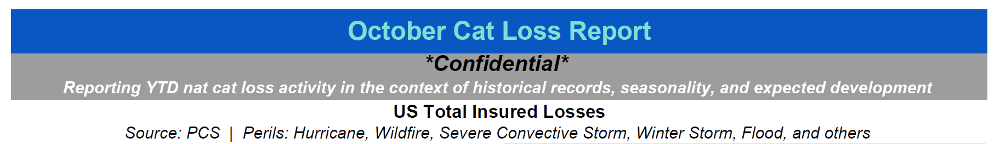 October Cat Loss Report
*Confidential*
Reporting YTD nat cat loss activity in the context of historical records, seasonality, and expected development
US Total Insured Losses
Source: PCS | Perils: Hurricane, Wildfire, Severe Convective Storm, Winter Storm, Flood, and others